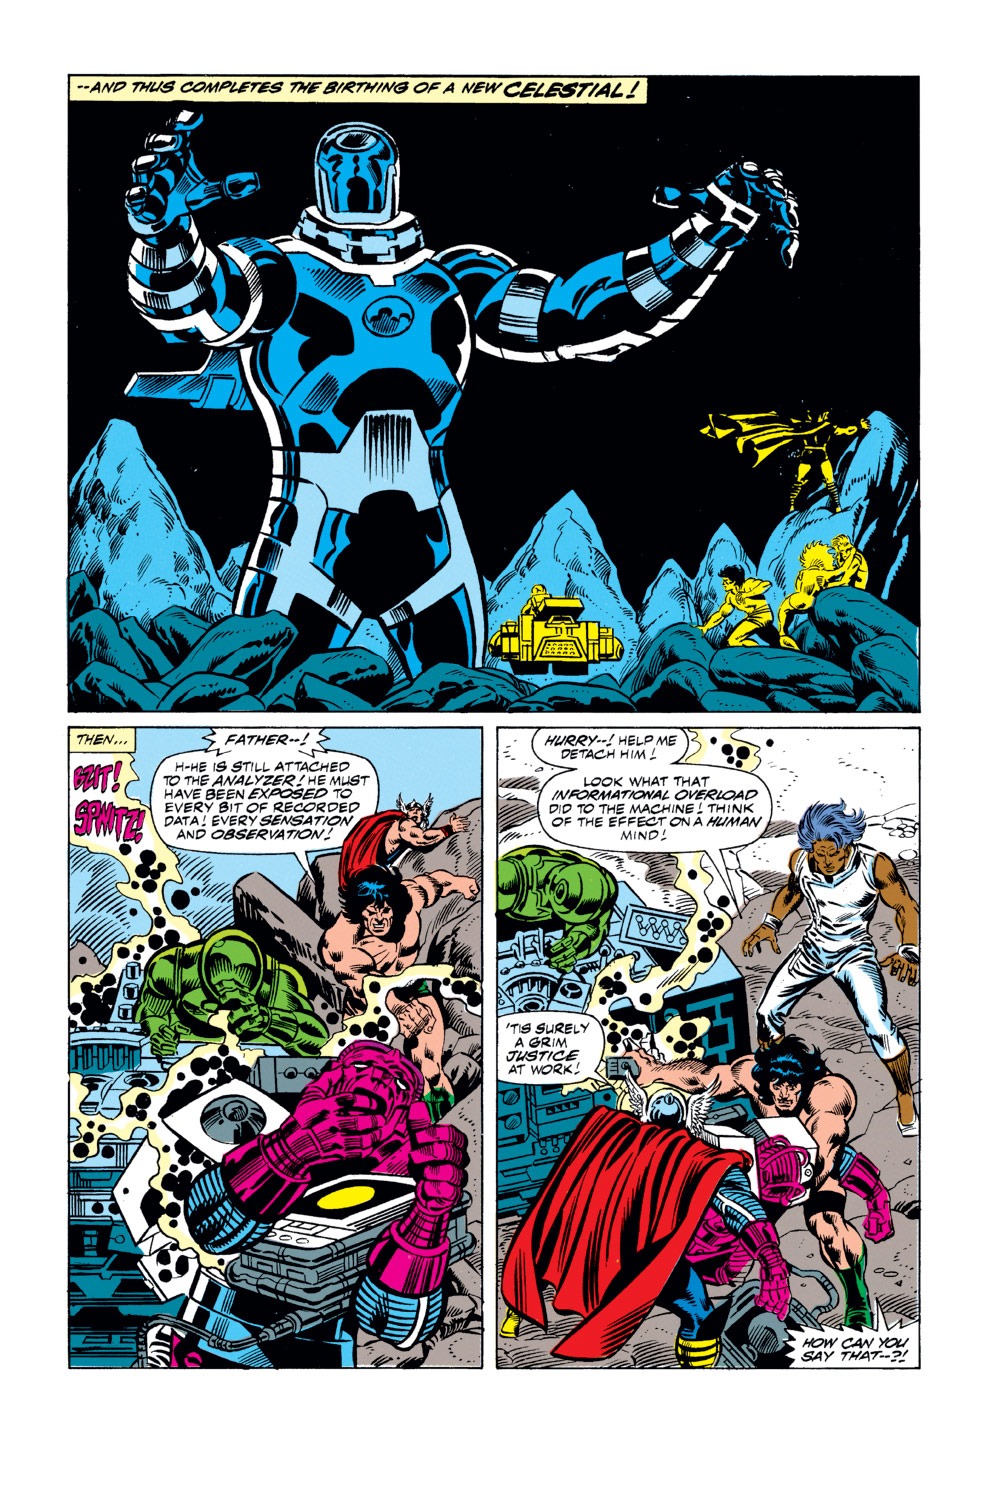 --AND THUS COMPLETES THE BIRTHING OF A NEW CELESTIAL!
THEN...
BZIT!
SPWITZ!
FATHER--!
H-HE IS STILL ATTACHED
TO THE ANALYZER! HE MUST
HAVE BEEN EXPOSED TO
EVERY BIT OF RECORDED
DATA! EVERY SENSATION
AND OBSERVATION!
HURRY--! HELP ME
DETACH HIM!
LOOK WHAT THAT
INFORMATIONAL OVERLOAD
DID TO THE MACHINE! THINK
OF THE EFFECT ON A HUMAN
MIND!
'TIS SURELY
A GRIM
JUSTICE
AT WORK!
HOW CAN YOU
SAY THAT--?!